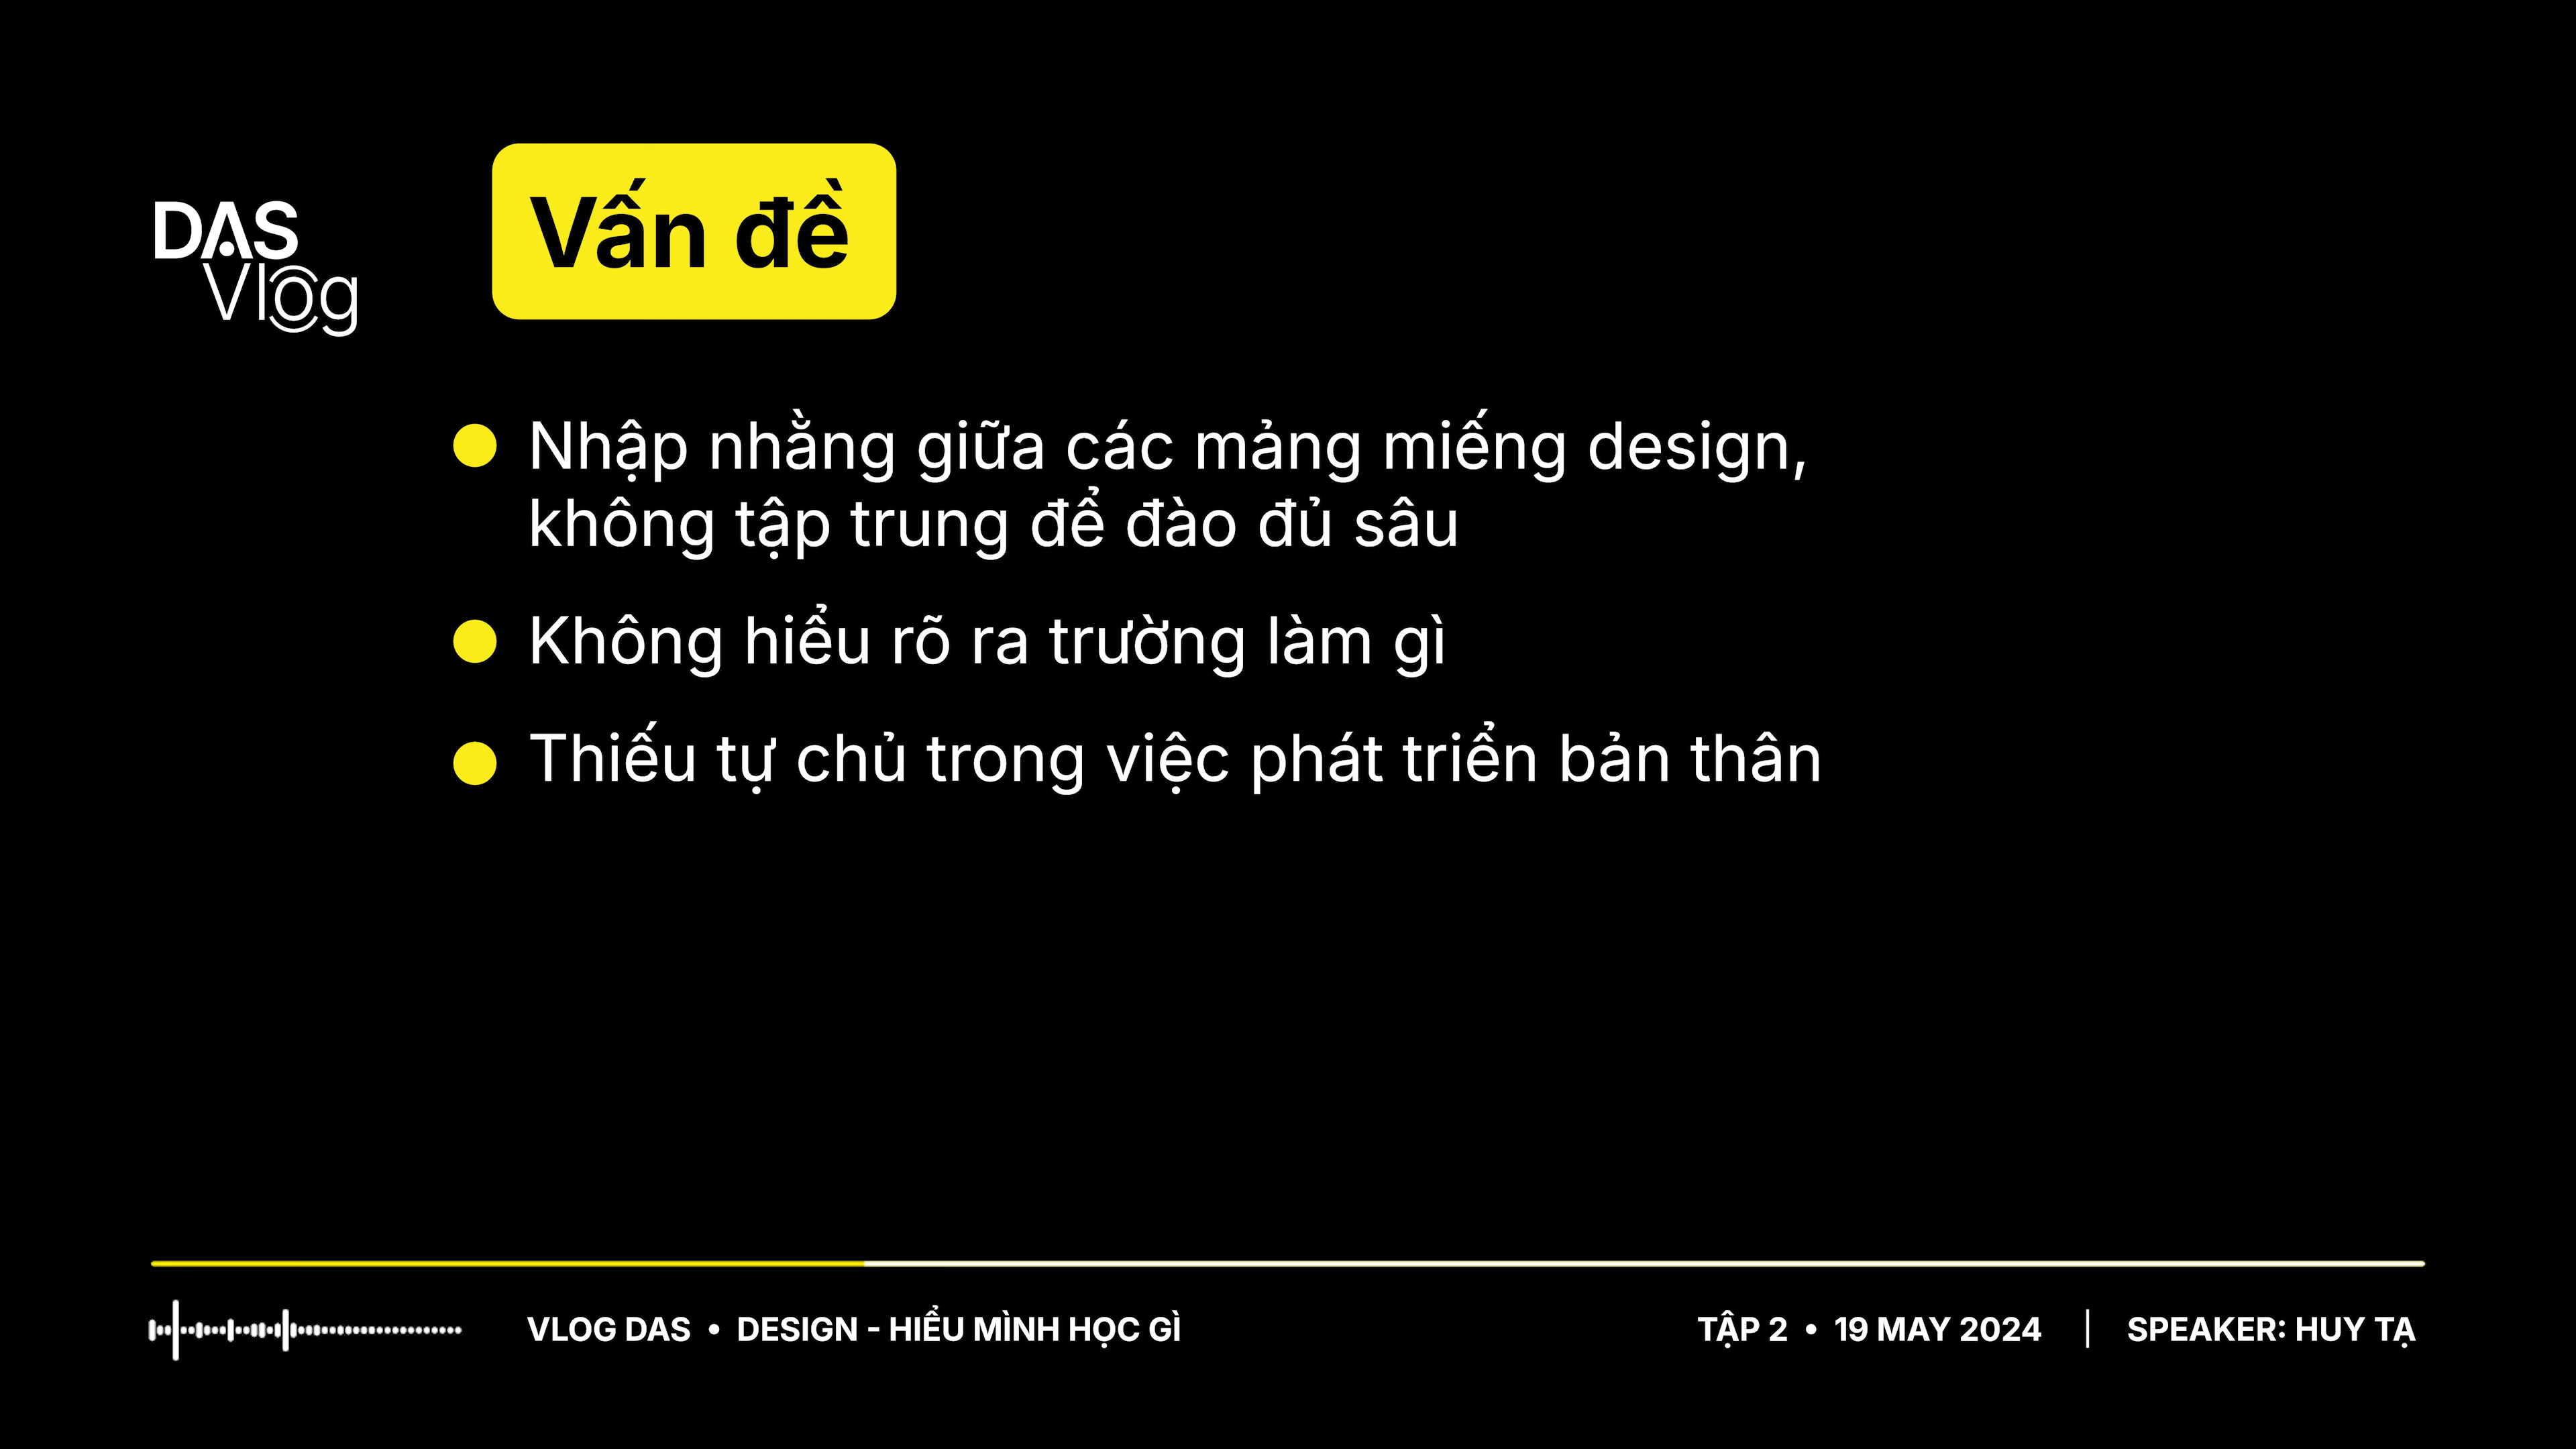 DAS
Vlog
Vấn đề
Nhập nhằng giữa các mảng miếng design,
không tập trung để đào đủ sâu
Không hiểu rõ ra trường làm gì
Thiếu tự chủ trong việc phát triển bản thân
VLOG DAS • DESIGN - HIỂU MÌNH HỌC GÌ
TẬP 2 • 19 MAY 2024 | SPEAKER: HUY TẠ